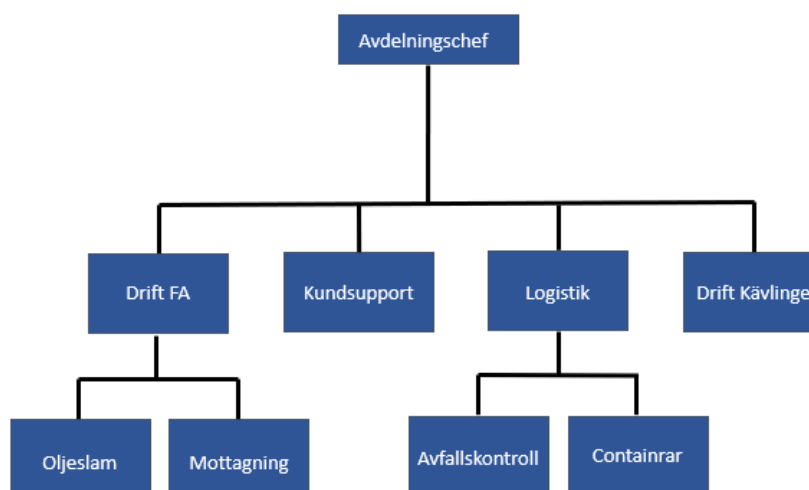 Avdelningschef
Drift FA
Kundsupport
Logistik
Drift Kävlinge
Oljeslam
Mottagning
Avfallskontroll
Containrar